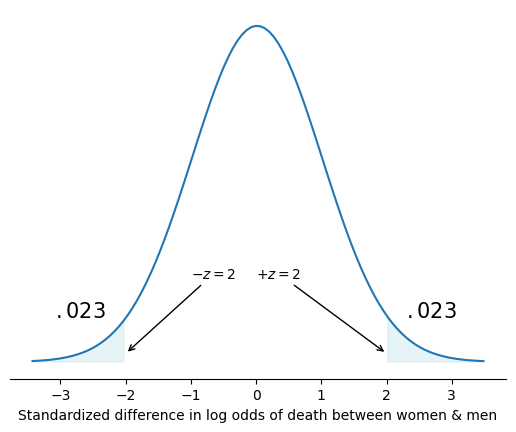 −z = 2 +z = 2
.023 .023
−3 −2 −1 0 1 2 3
Standardized difference in log odds of death between women & men